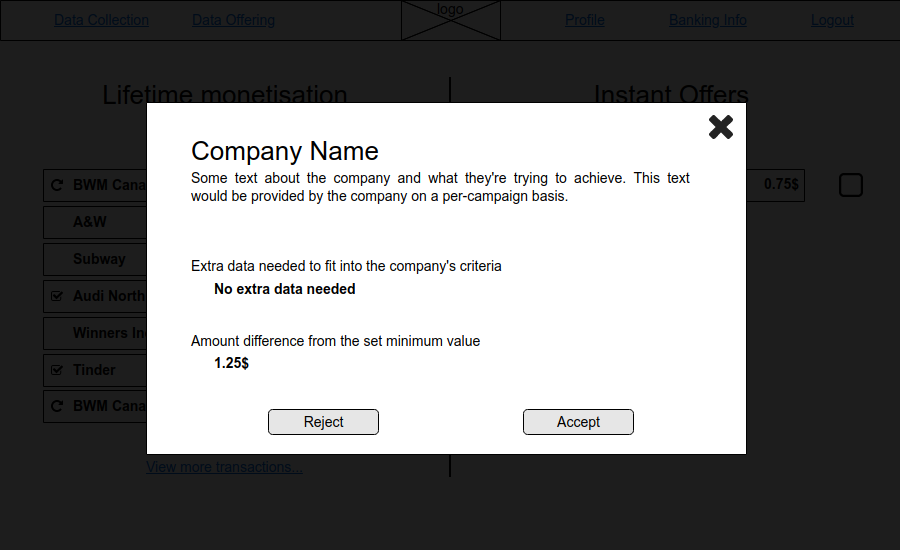 Data Collection Data Offering logo Profile Banking Info Logout
Lifetime monetisation Instant Offers
Company Name
Some text about the company and what they're trying to achieve. This text
would be provided by the company on a per-campaign basis.
Extra data needed to fit into the company's criteria
No extra data needed
Amount difference from the set minimum value
1.25$
Reject Accept
BWM Cana
A&W
Subway
Audi North
Winners In
Tinder
BWM Cana
View more transactions...
0.75$